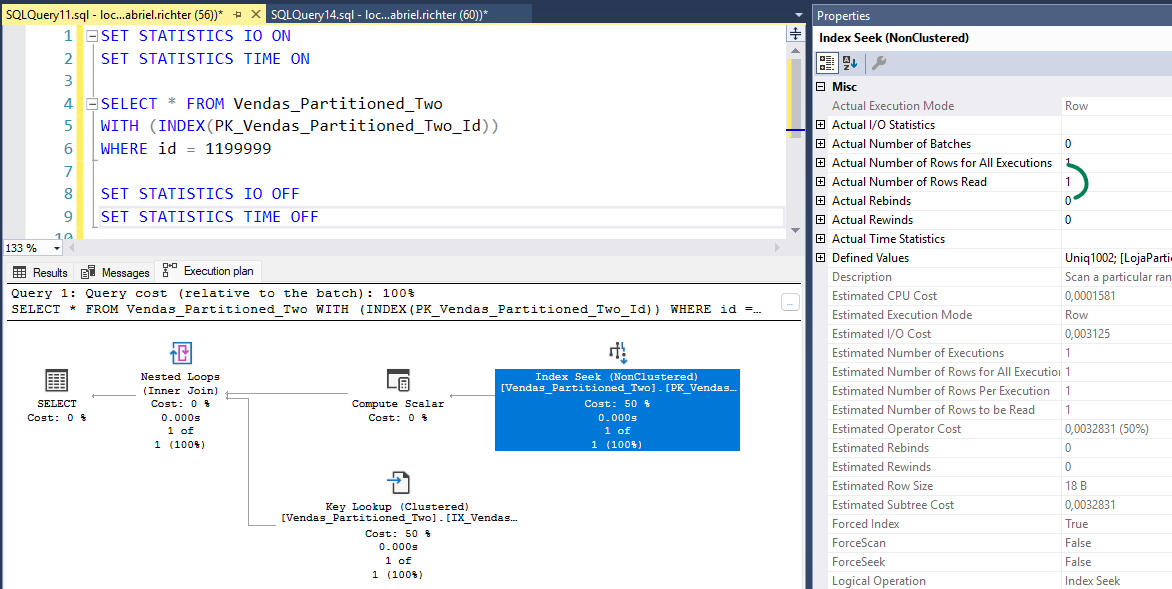 SQLQuery11.sql - loc...abriel.richter (56))*
SQLQuery14.sql - loc...abriel.richter (60))*
1 SET STATISTICS IO ON
2 SET STATISTICS TIME ON
3
4 SELECT * FROM Vendas_Partitioned_Two
5 WITH (INDEX(PK_Vendas_Partitioned_Two_Id))
6 WHERE id = 1199999
7
8 SET STATISTICS IO OFF
9 SET STATISTICS TIME OFF
10
133 %
Results Messages Execution plan
Query 1: Query cost (relative to the batch): 100%
SELECT * FROM Vendas_Partitioned_Two WITH (INDEX(PK_Vendas_Partitioned_Two_Id)) WHERE id =…
...
SELECT
Cost: 0 %
Nested Loops
(Inner Join)
Cost: 0 %
0.000s
1 of
1 (100%)
Compute Scalar
Cost: 0 %
Index Seek (NonClustered)
[Vendas_Partitioned_Two].[PK_Vendas…
Cost: 50 %
0.000s
1 of
1 (100%)
Key Lookup (Clustered)
[Vendas_Partitioned_Two].[IX_Vendas…
Cost: 50 %
0.000s
1 of
1 (100%)
Properties
Index Seek (NonClustered)
Misc
Actual Execution Mode Row
Actual I/O Statistics
Actual Number of Batches 0
Actual Number of Rows for All Executions 1
Actual Number of Rows Read 1
Actual Rebinds 0
Actual Rewinds 0
Actual Time Statistics
Defined Values Uniq1002; [LojaPartic
Description Scan a particular ran
Estimated CPU Cost 0,0001581
Estimated Execution Mode Row
Estimated I/O Cost 0,003125
Estimated Number of Executions 1
Estimated Number of Rows for All Executior 1
Estimated Number of Rows Per Execution 1
Estimated Number of Rows to be Read 1
Estimated Operator Cost 0,0032831 (50%)
Estimated Rebinds 0
Estimated Rewinds 0
Estimated Row Size 18 B
Estimated Subtree Cost 0,0032831
Forced Index True
ForceScan False
ForceSeek False
Logical Operation Index Seek